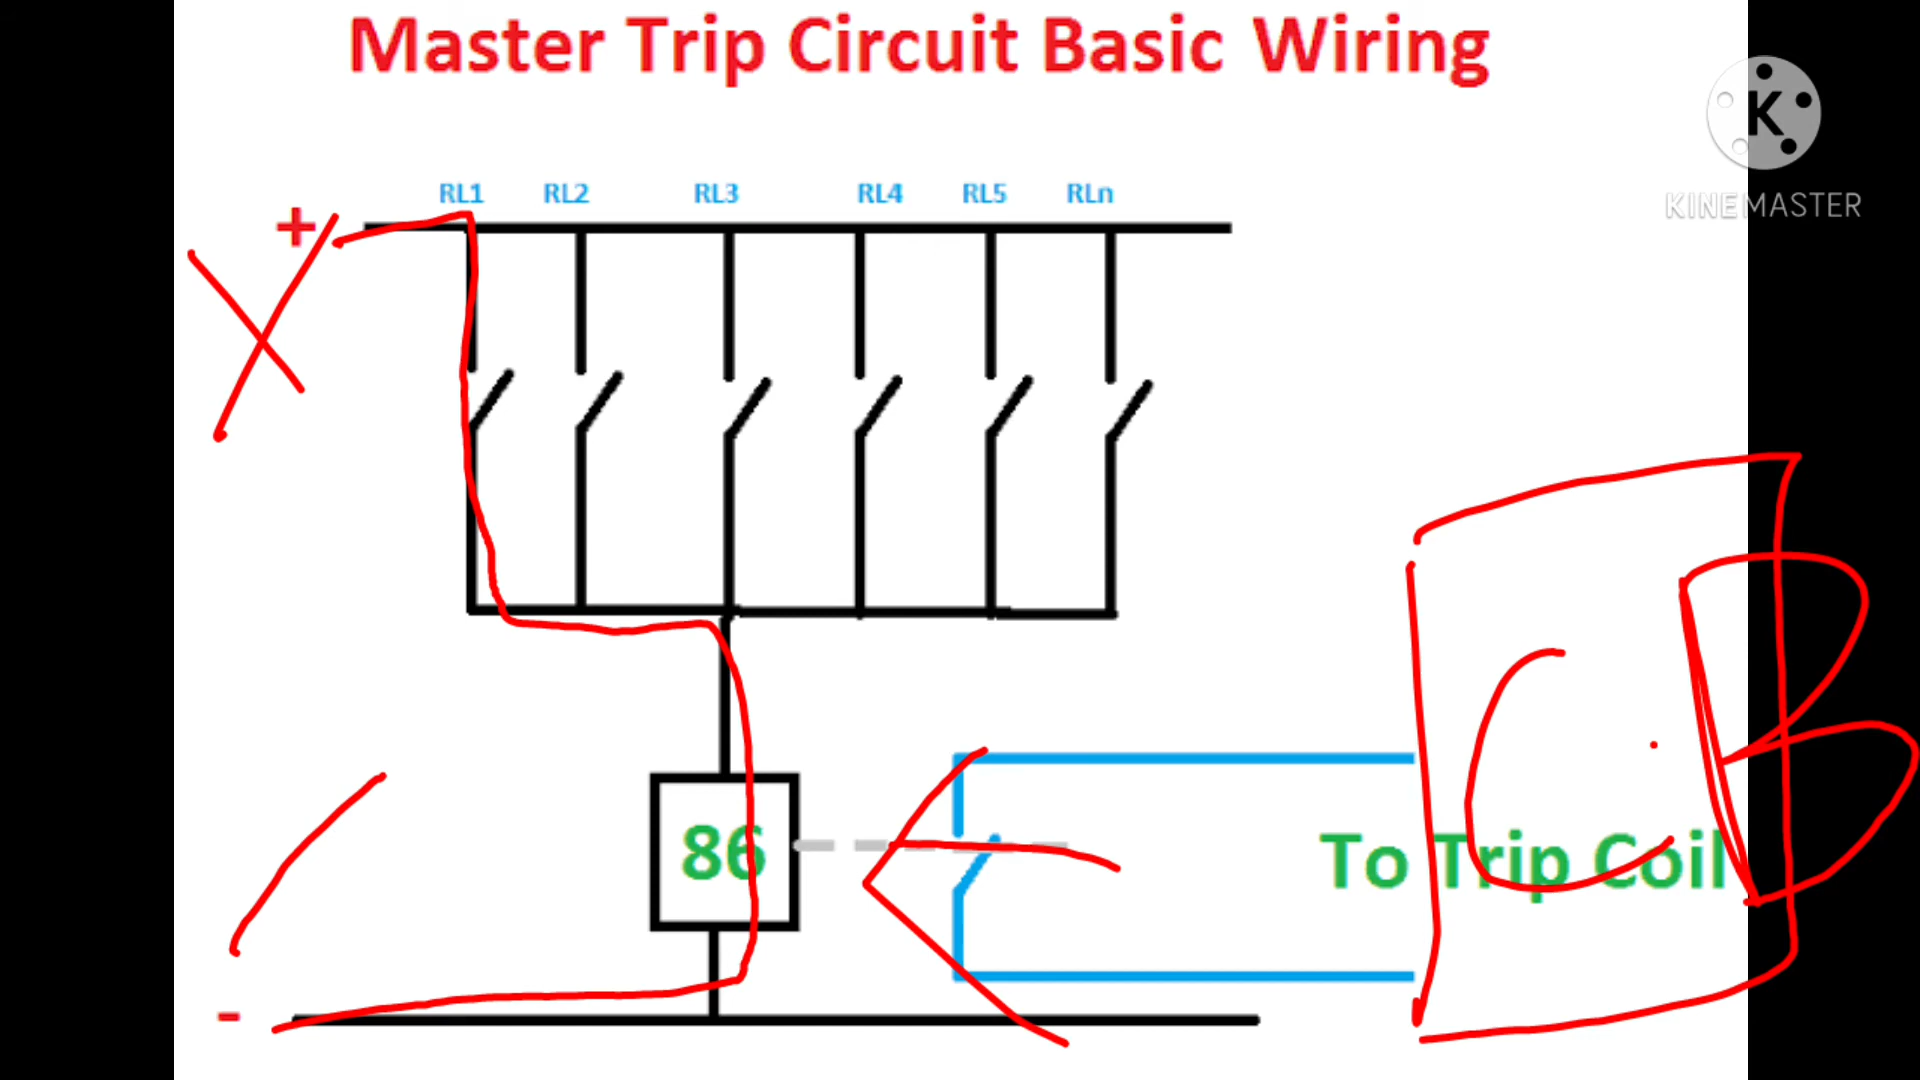 Master Trip Circuit Basic Wiring
K
KINEMASTER
RL1 RL2 RL3 RL4 RL5 RLn
+
X
86
To Trip Coil
CB
-